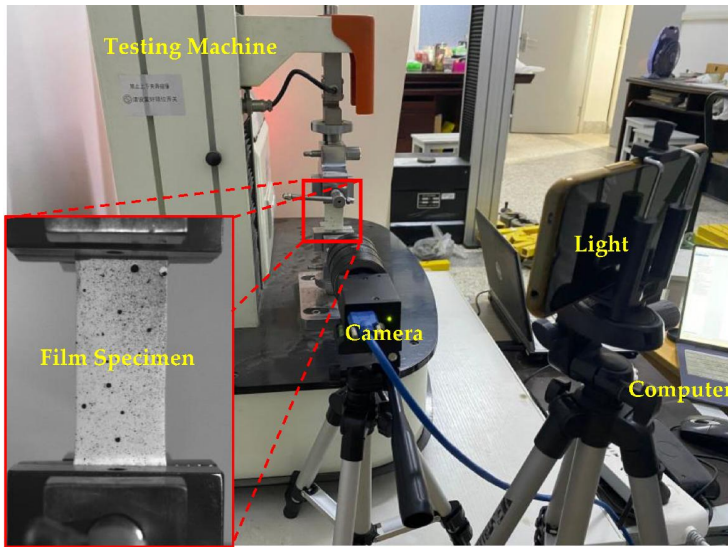 Testing Machine
Light
Camera
Film Specimen
Computer